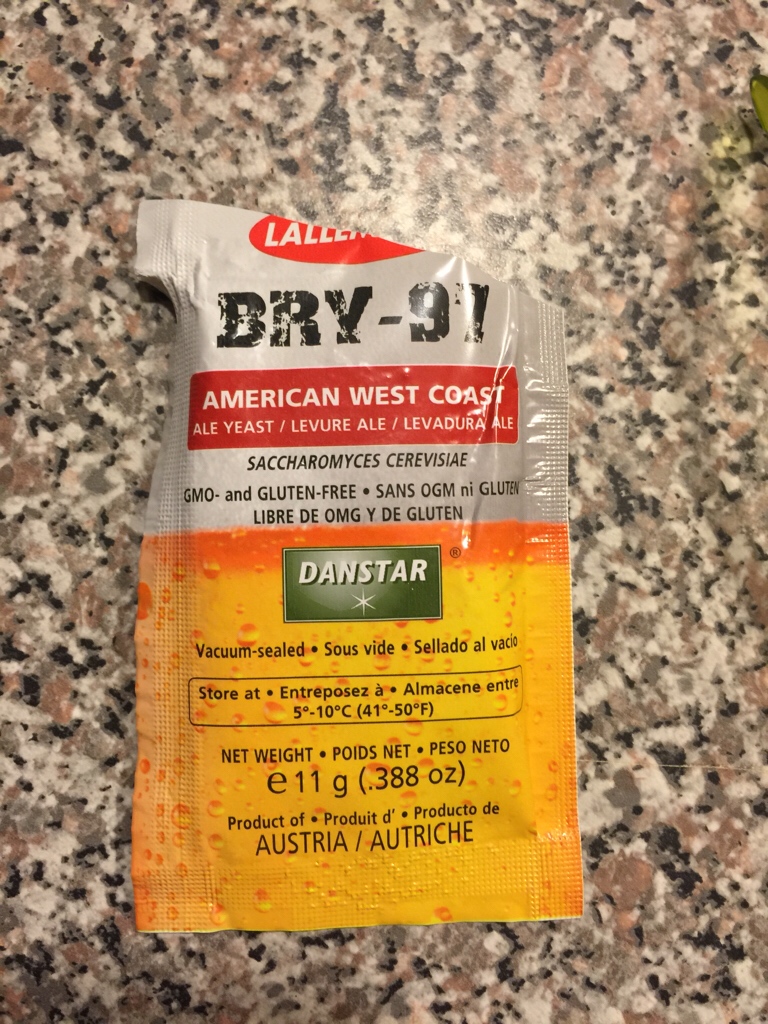 BRY-97
AMERICAN WEST COAST
ALE YEAST / LEVURE ALE / LEVADURA ALE
SACCHAROMYCES CEREVISIAE
GMO- and GLUTEN-FREE • SANS OGM ni GLUTEN
LIBRE DE OMG Y DE GLUTEN
DANSTAR ®
Vacuum-sealed • Sous vide • Sellado al vacio
Store at • Entreposez à • Almacene entre
5°-10°C (41°-50°F)
NET WEIGHT • POIDS NET • PESO NETO
e 11 g (.388 oz)
Product of • Produit d' • Producto de
AUSTRIA / AUTRICHE